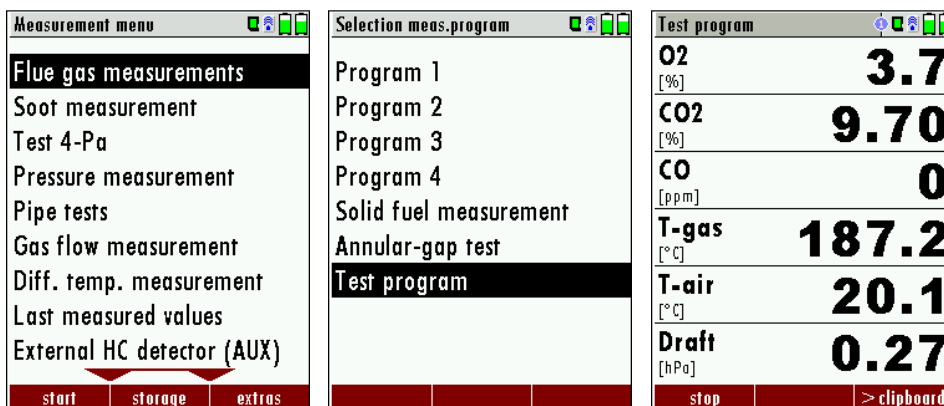 Measurement menu
Flue gas measurements
Soot measurement
Test 4-Pa
Pressure measurement
Pipe tests
Gas flow measurement
Diff. temp. measurement
Last measured values
External HC detector (AUX)
start storage extras
Selection meas.program
Program 1
Program 2
Program 3
Program 4
Solid fuel measurement
Annular-gap test
Test program
Test program
O2 3.7
[%]
CO2 9.70
[%]
CO 0
[ppm]
T-gas 187.2
[°C]
T-air 20.1
[°C]
Draft 0.27
[hPa]
stop >clipboard